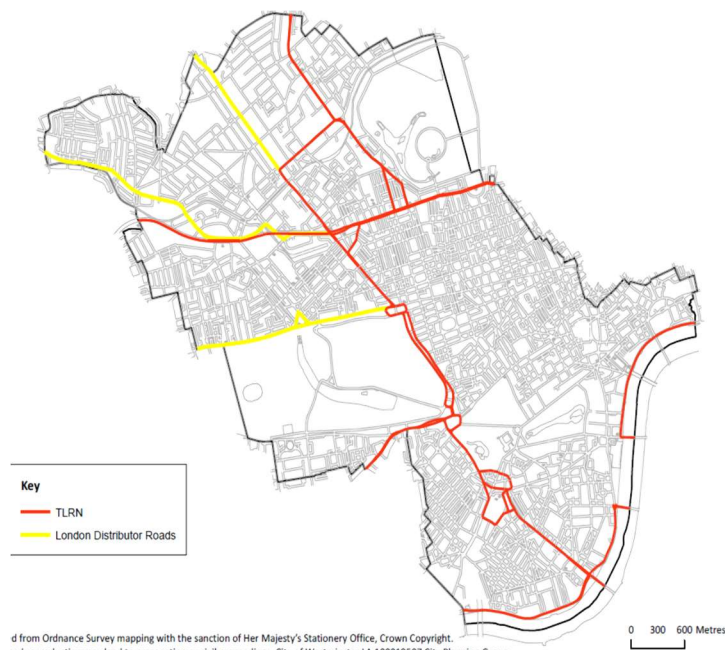 Key
TLRN
London Distributor Roads
0 300 600 Metres
d from Ordnance Survey mapping with the sanction of Her Majesty's Stationery Office, Crown Copyright.